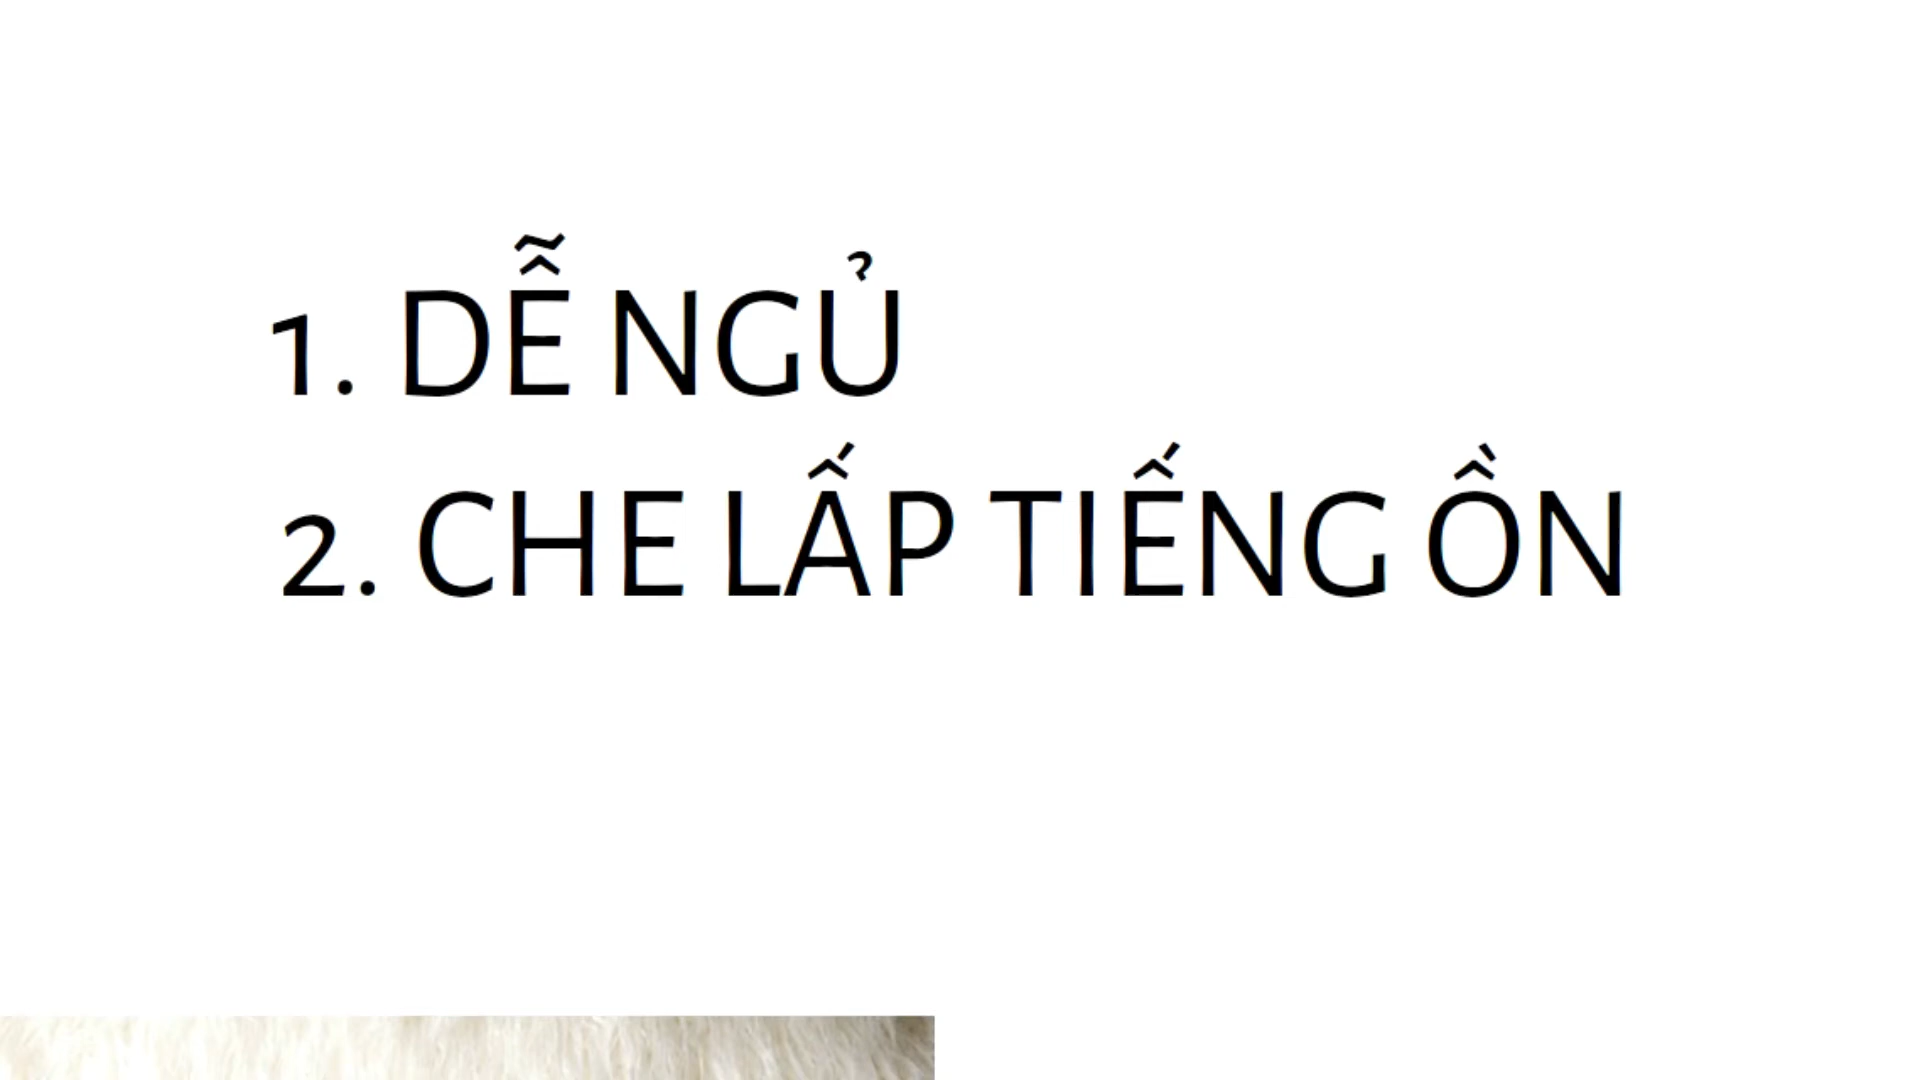 1. DỄ NGỦ
2. CHE LẤP TIẾNG ỒN